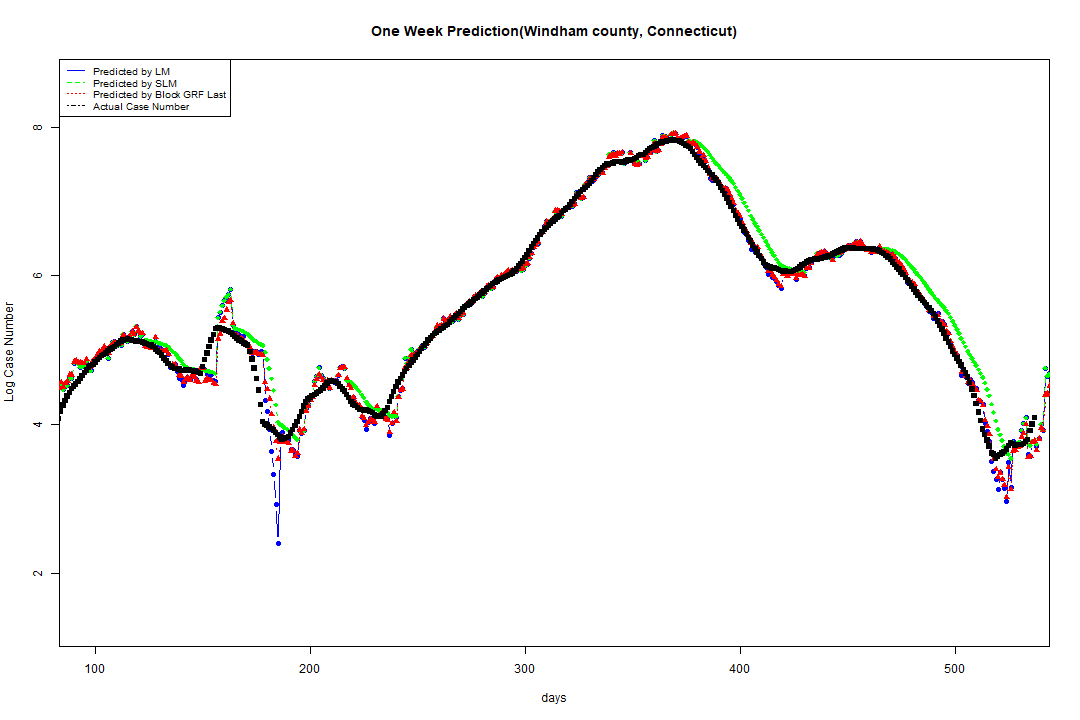 One Week Prediction(Windham county, Connecticut)
Predicted by LM
Predicted by SLM
Predicted by Block GRF Last
Actual Case Number
Log Case Number
8
6
4
2
100 200 300 400 500
days